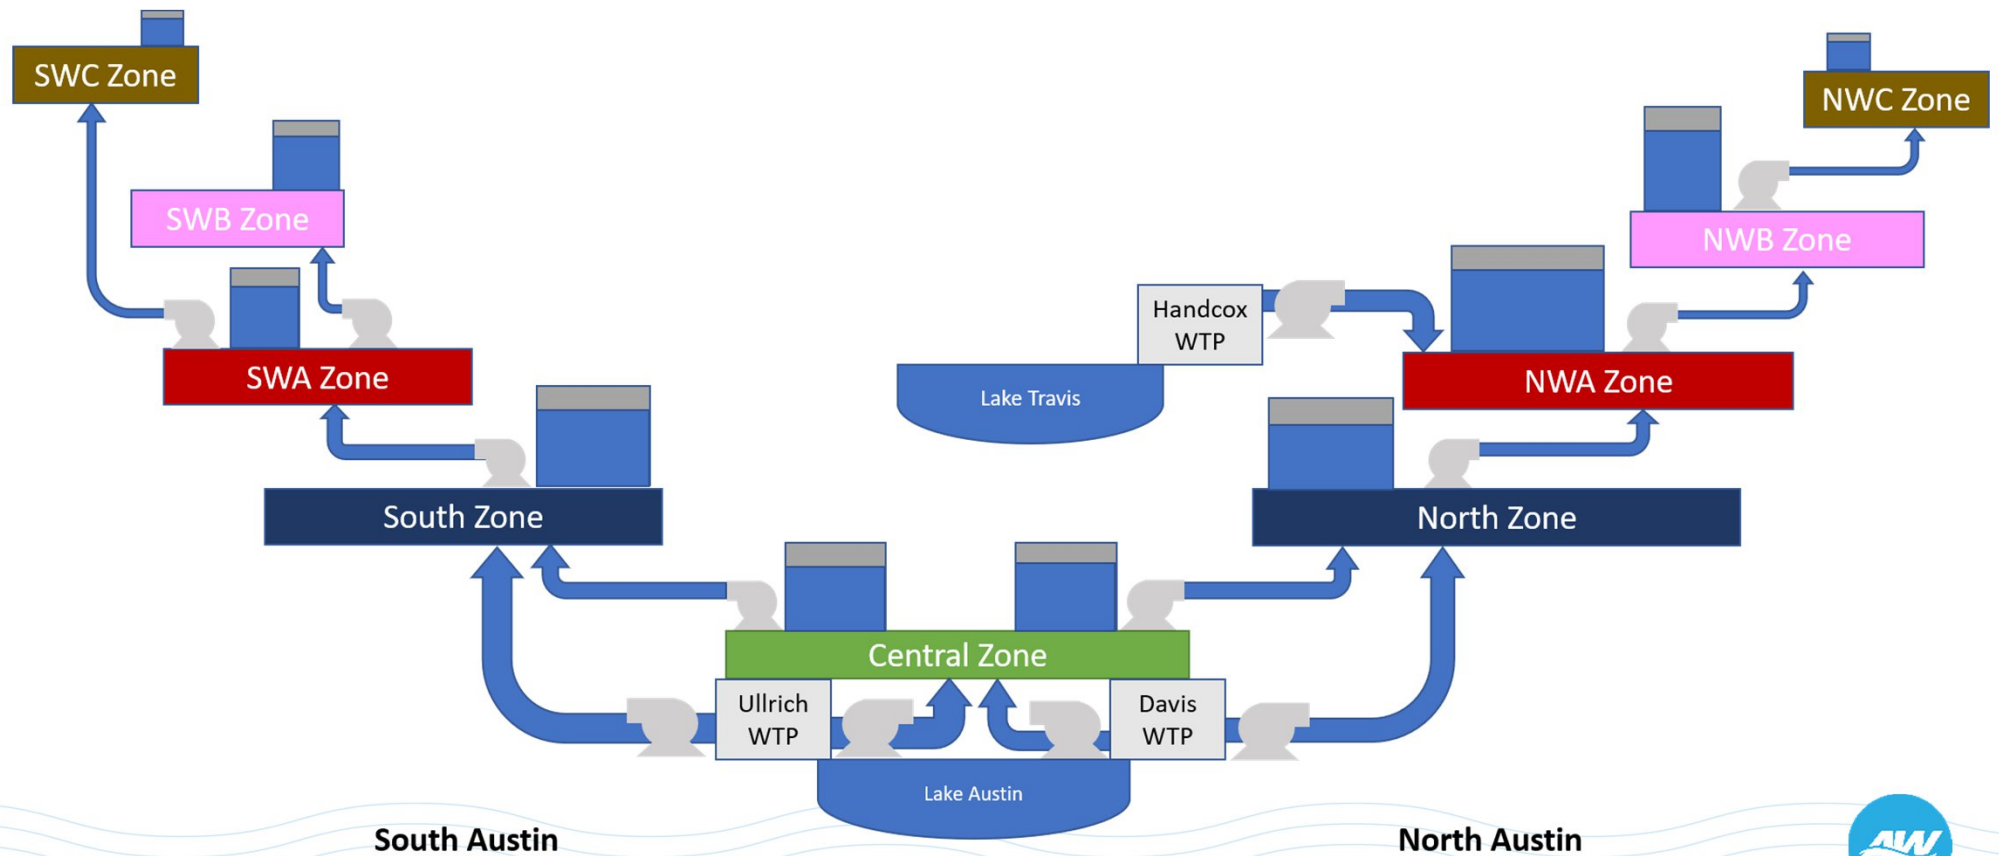 SWC Zone
NWC Zone
SWB Zone
NWB Zone
Handcox
WTP
SWA Zone
Lake Travis
NWA Zone
South Zone
North Zone
Central Zone
Ullrich
WTP
Davis
WTP
Lake Austin
South Austin
North Austin
AW